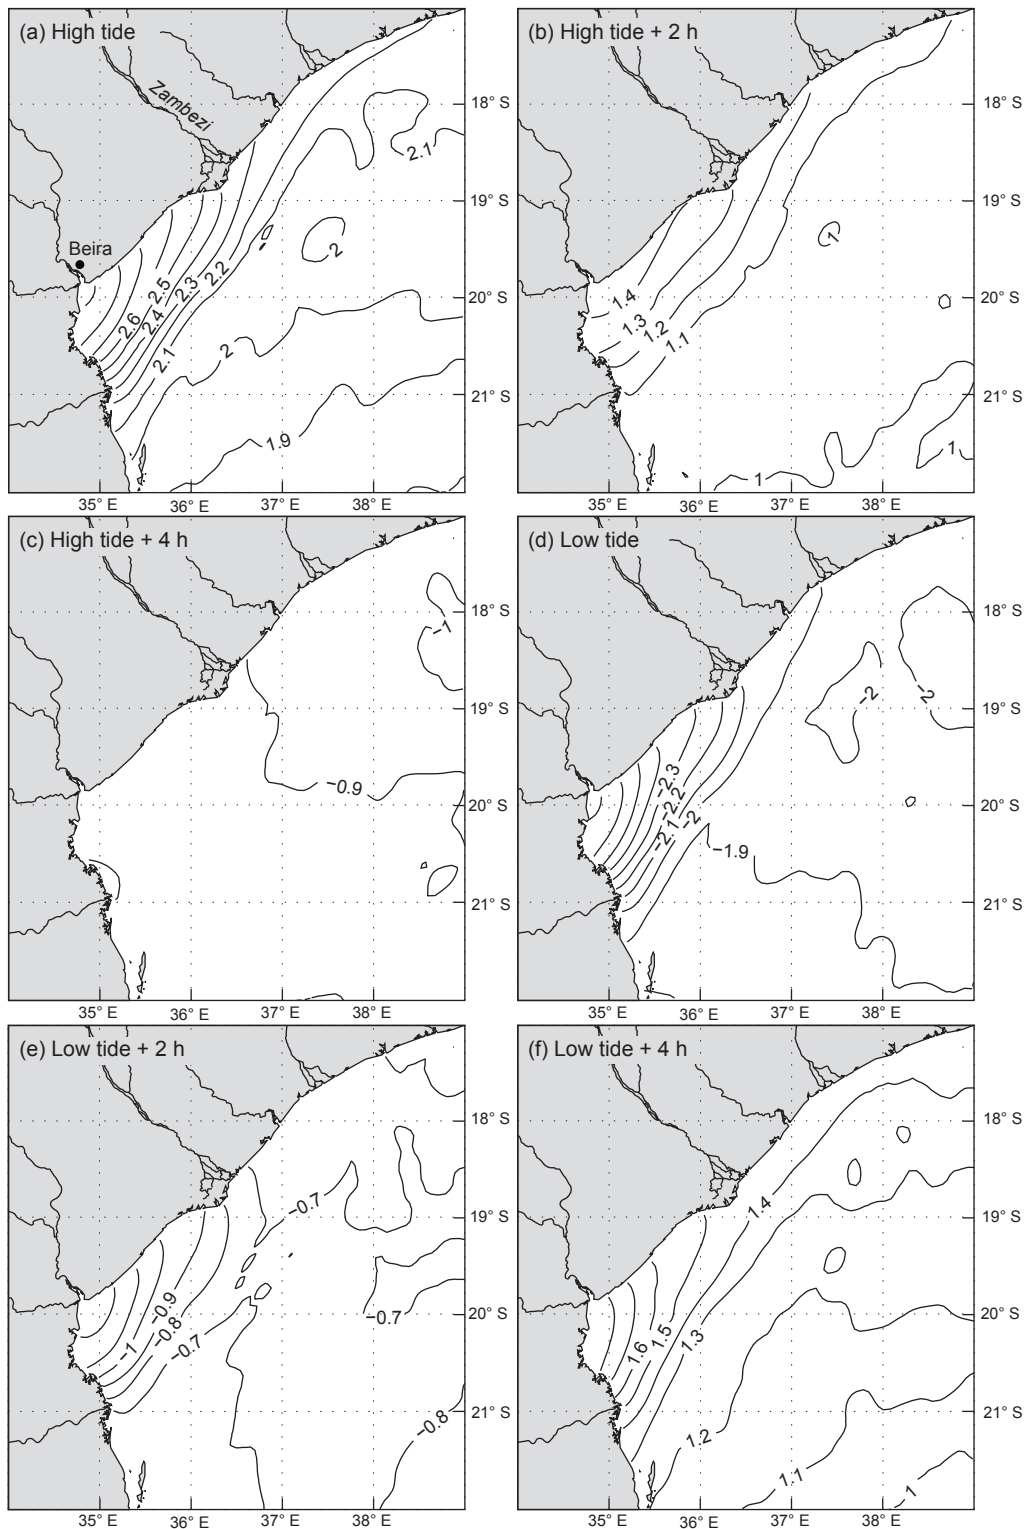 (a) High tide
Zambezi
Beira
2.6
2.5
2.4
2.3
2.2
2.1
2.1
2
2
1.9
35° E
36° E
37° E
38° E
(b) High tide + 2 h
1.4
1.3
1.2
1.1
1
1
1
18° S
19° S
20° S
21° S
35° E
36° E
37° E
38° E
18° S
19° S
20° S
21° S
(c) High tide + 4 h
−1
−0.9
35° E
36° E
37° E
38° E
(d) Low tide
−2.3
−2.2
−2.1
−2
−2
−2
−1.9
18° S
19° S
20° S
21° S
35° E
36° E
37° E
38° E
18° S
19° S
20° S
21° S
(e) Low tide + 2 h
−0.7
−0.9
−0.8
−1
−0.7
−0.7
−0.8
35° E
36° E
37° E
38° E
18° S
19° S
20° S
21° S
(f) Low tide + 4 h
1.4
1.6
1.5
1.3
1.2
1.1
1
35° E
36° E
37° E
38° E
18° S
19° S
20° S
21° S